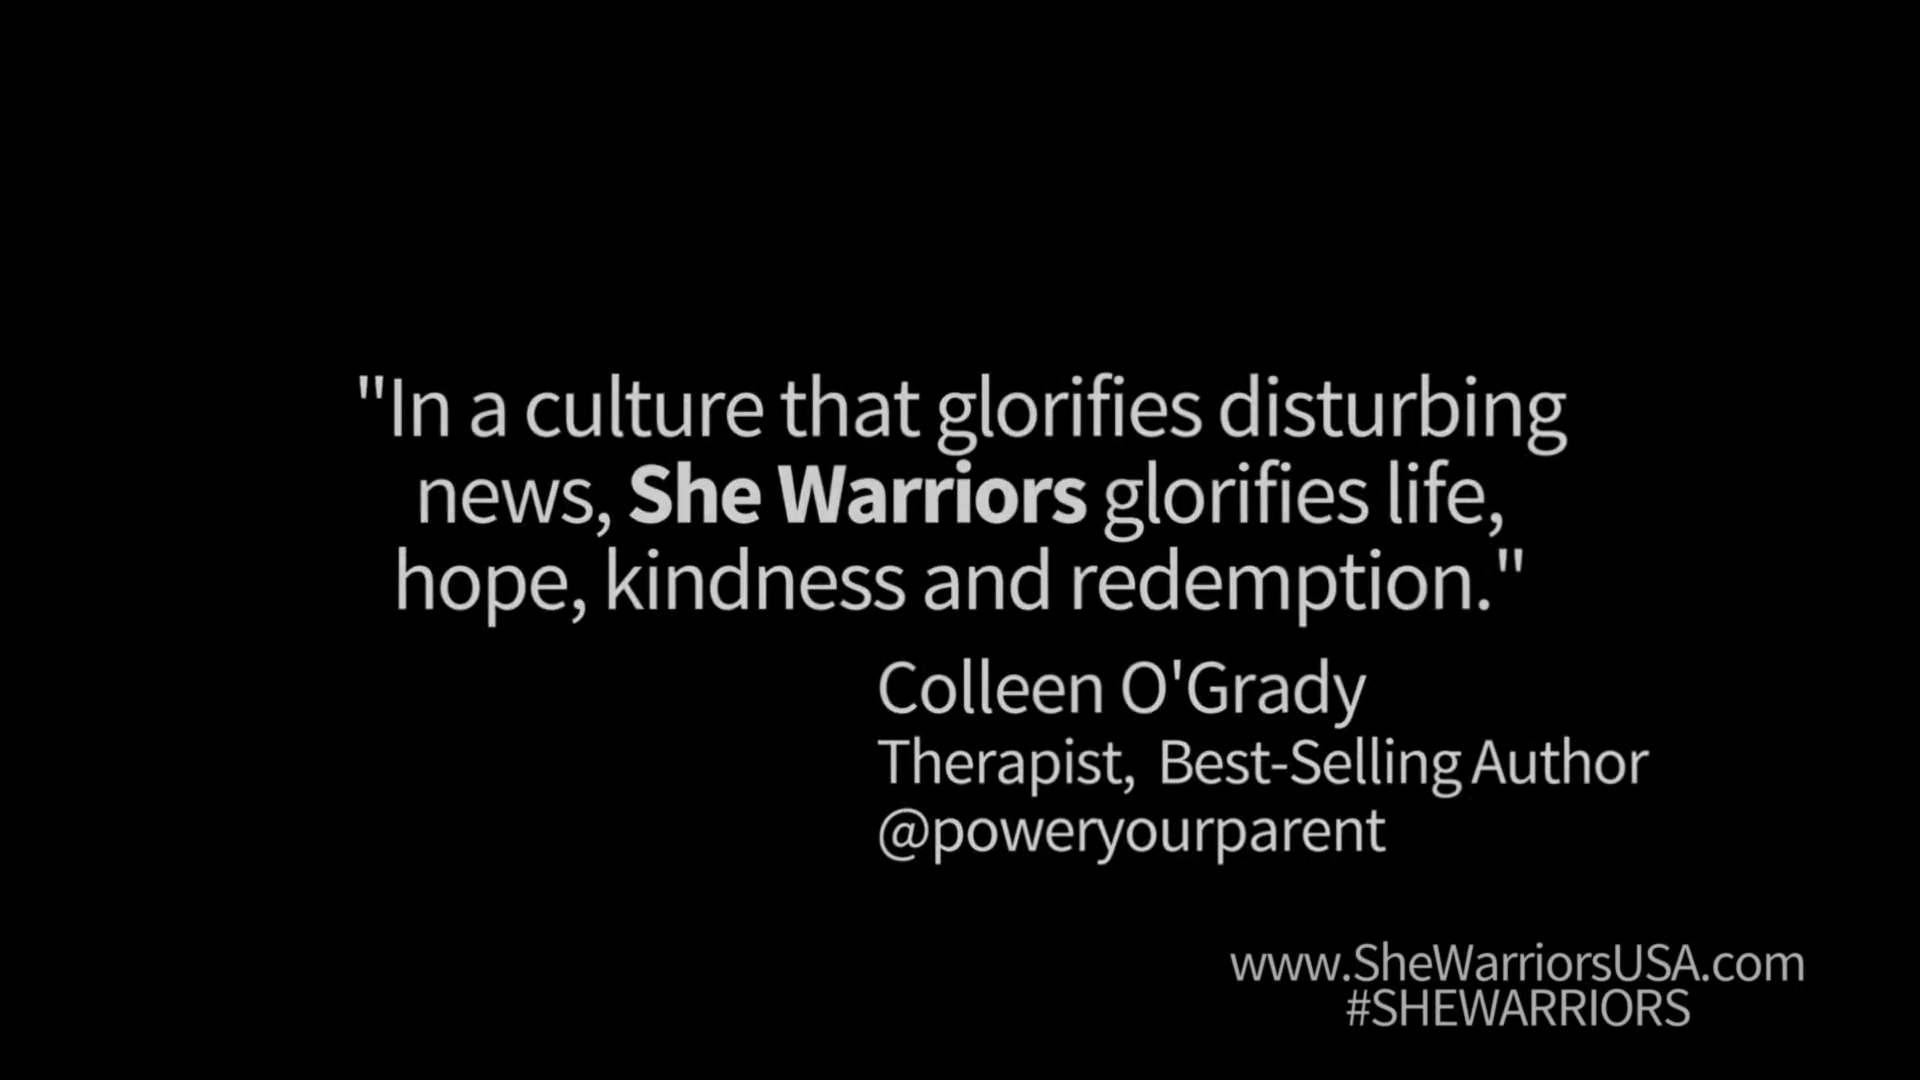 "In a culture that glorifies disturbing
news, She Warriors glorifies life,
hope, kindness and redemption."
Colleen O'Grady
Therapist, Best-Selling Author
@poweryourparent
www.SheWarriorsUSA.com
#SHEWARRIORS